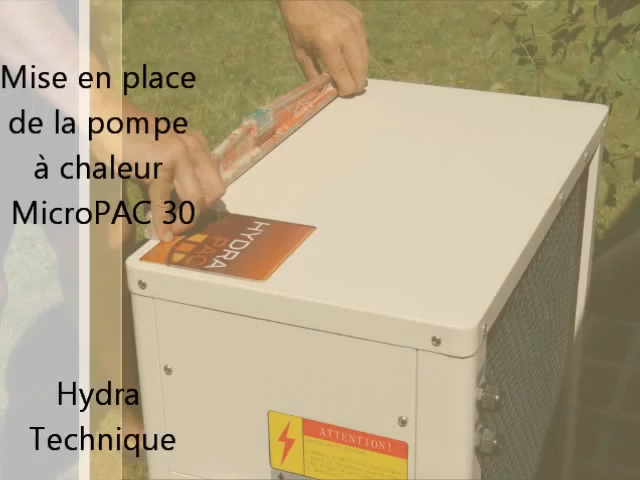 Mise en place
de la pompe
à chaleur
MicroPAC 30
HYDRA
PAC
Hydra
Technique
ATTENTION!